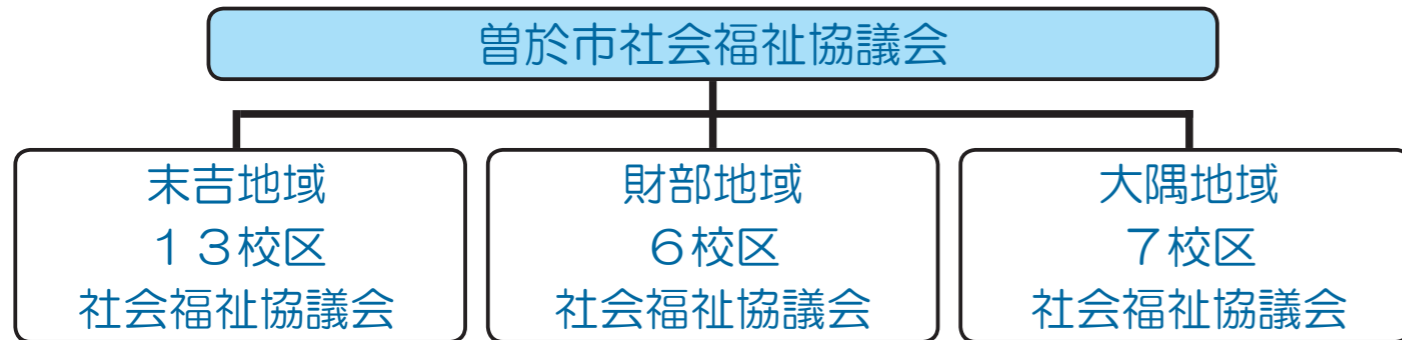 曽於市社会福祉協議会
末吉地域
１３校区
社会福祉協議会
財部地域
６校区
社会福祉協議会
大隅地域
７校区
社会福祉協議会